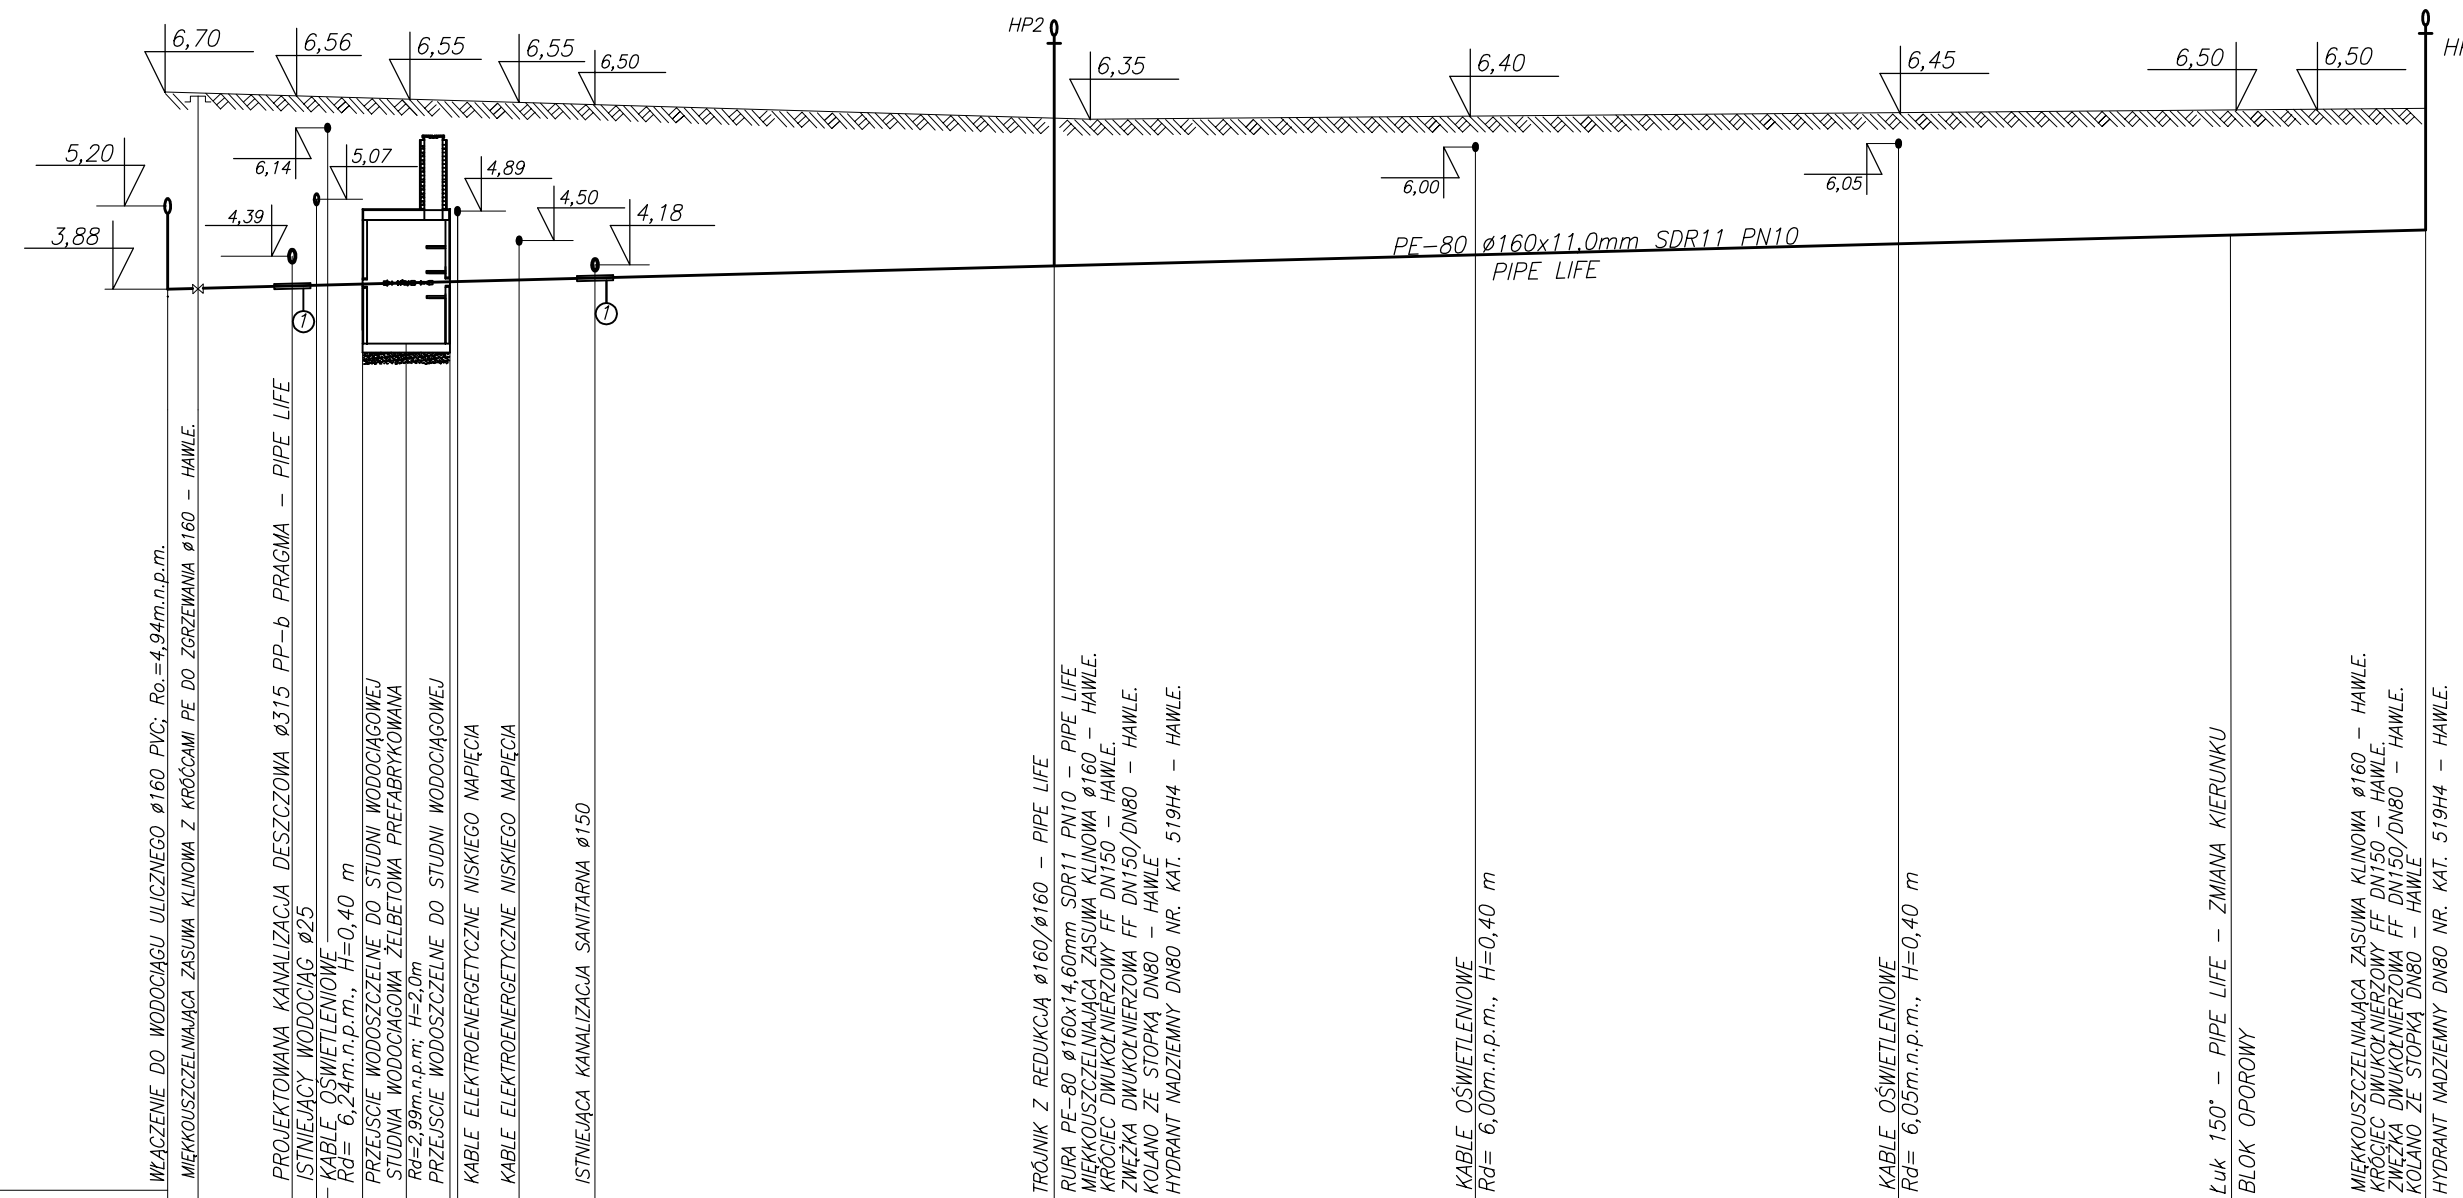 HP2
6,70
6,56
6,55
6,55
6,50
6,35
6,40
6,45
6,50
6,50
5,20
6,14
5,07
4,89
4,50
4,18
4,39
3,88
6,00
6,05
PE-80 ø160x11.0mm SDR11 PN10
PIPE LIFE
1
1
WŁĄCZENIE DO WODOCIĄGU ULICZNEGO ø160 PVC; Ro.=4,94m.n.p.m.
MIĘKKOUSZCZELNIAJĄCA ZASUWA KLINOWA Z KRÓĆCAMI PE DO ZGRZEWANIA ø160 - HAWLE.
PROJEKTOWANA KANALIZACJA DESZCZOWA ø315 PP-b PRAGMA - PIPE LIFE
ISTNIEJĄCY WODOCIĄG ø25
KABLE OŚWIETLENIOWE
Rd= 6,24m.n.p.m., H=0,40 m
PRZEJSCIE WODOSZCZELNE DO STUDNI WODOCIĄGOWEJ
STUDNIA WODOCIAGOWA ŻELBETOWA PREFABRYKOWANA
Rd=2,99m.n.p.m; H=2,0m
PRZEJSCIE WODOSZCZELNE DO STUDNI WODOCIĄGOWEJ
KABLE ELEKTROENERGETYCZNE NISKIEGO NAPIĘCIA
KABLE ELEKTROENERGETYCZNE NISKIEGO NAPIĘCIA
ISTNIEJĄCA KANALIZACJA SANITARNA ø150
TRÓJNIK Z REDUKCJĄ ø160/ø160 - PIPE LIFE
RURA PE-80 ø160x14,60mm SDR11 PN10 - PIPE LIFE
MIĘKKOUSZCZELNIAJĄCA ZASUWA KLINOWA ø160 - HAWLE.
KRÓCIEC DWUKOŁNIERZOWY FF DN150 - HAWLE.
ZWĘŻKA DWUKOŁNIERZOWA FF DN150/DN80 - HAWLE.
KOLANO ZE STOPKĄ DN80 - HAWLE
HYDRANT NADZIEMNY DN80 NR. KAT. 519H4 - HAWLE.
KABLE OŚWIETLENIOWE
Rd= 6,00m.n.p.m., H=0,40 m
KABLE OŚWIETLENIOWE
Rd= 6,05m.n.p.m., H=0,40 m
Łuk 150° - PIPE LIFE - ZMIANA KIERUNKU
BLOK OPOROWY
MIĘKKOUSZCZELNIAJĄCA ZASUWA KLINOWA ø160 - HAWLE.
KRÓCIEC DWUKOŁNIERZOWY FF DN150 - HAWLE.
ZWĘŻKA DWUKOŁNIERZOWA FF DN150/DN80 - HAWLE.
KOLANO ZE STOPKĄ DN80 - HAWLE
HYDRANT NADZIEMNY DN80 NR. KAT. 519H4 - HAWLE.